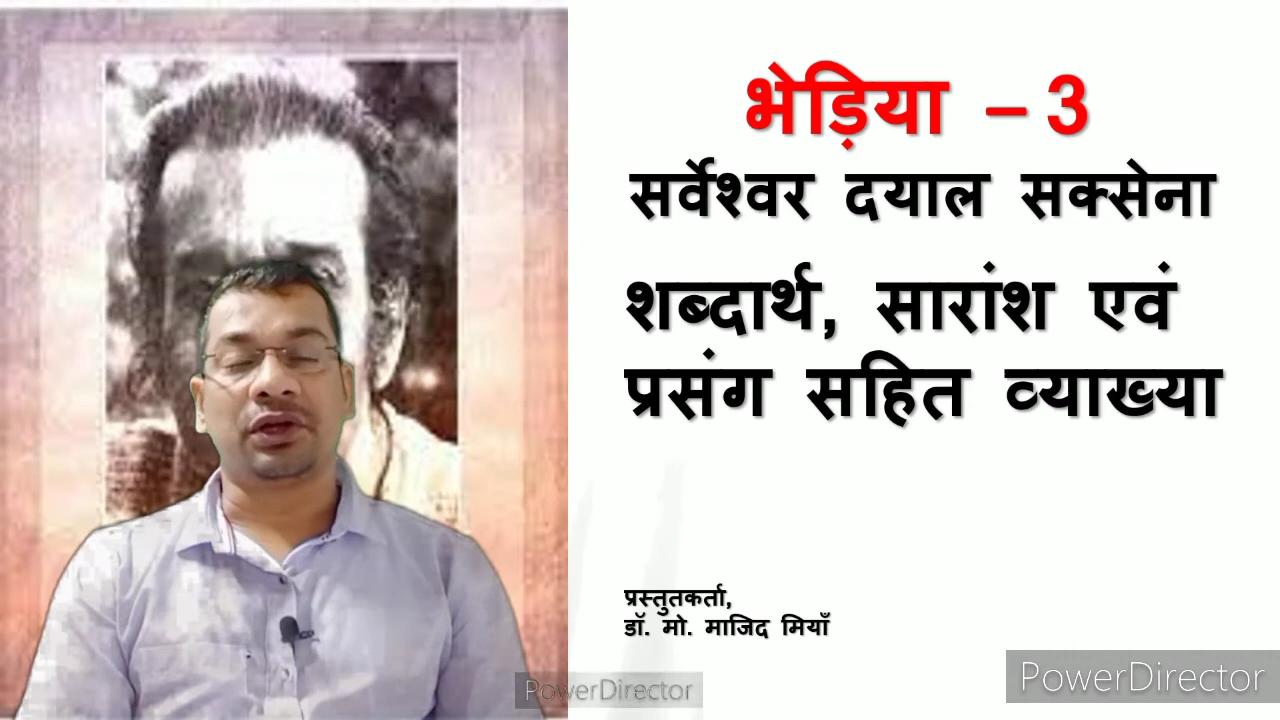 भेड़िया – 3
सर्वेश्वर दयाल सक्सेना
शब्दार्थ, सारांश एवं
प्रसंग सहित व्याख्या
प्रस्तुतकर्ता,
डॉ. मो. माजिद मियाँ
PowerDirector
PowerDirector